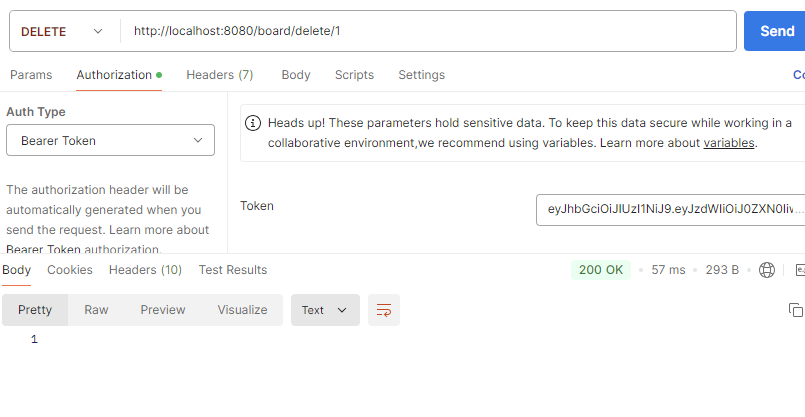 DELETE http://localhost:8080/board/delete/1 Send
Params Authorization Headers (7) Body Scripts Settings Co
Auth Type
Bearer Token
The authorization header will be
automatically generated when you
send the request. Learn more about
Bearer Token authorization.
Heads up! These parameters hold sensitive data. To keep this data secure while working in a
collaborative environment,we recommend using variables. Learn more about variables.
Token
Body Cookies Headers (10) Test Results 200 OK 57 ms 293 B
Pretty Raw Preview Visualize Text
1